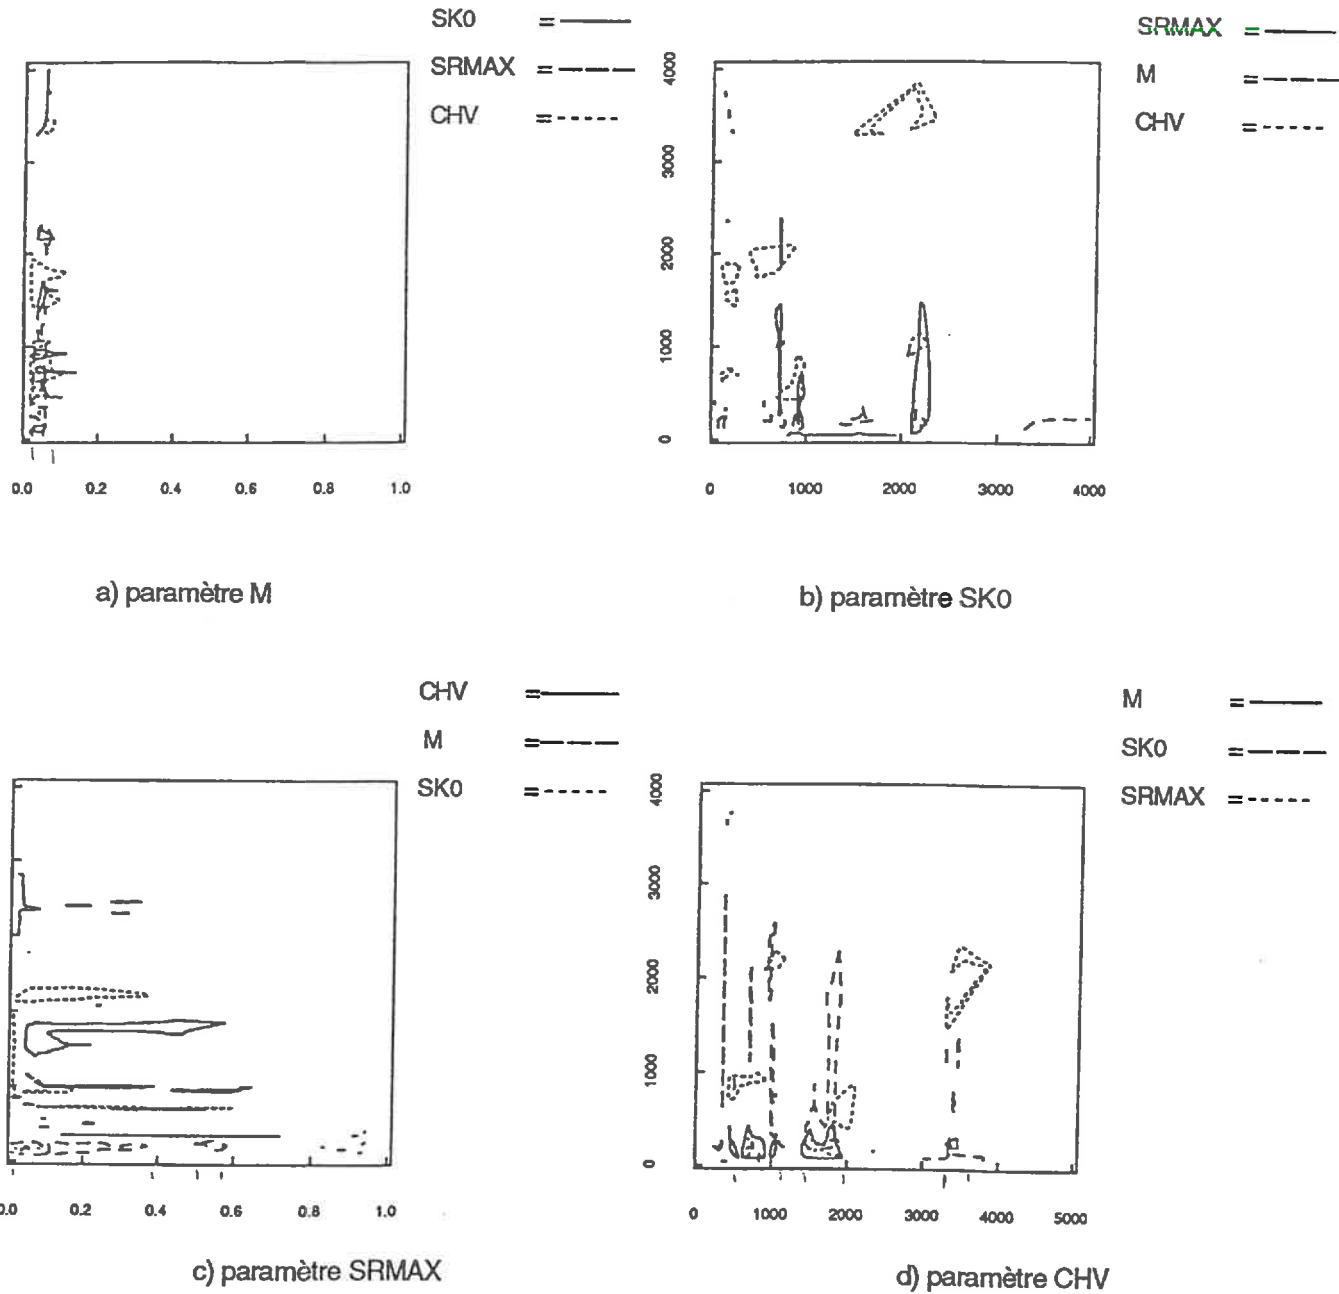 SK0 =
SRMAX =
CHV =
0.0 0.2 0.4 0.6 0.8 1.0
a) paramètre M
SRMAX =
M =
CHV =
4000
3000
2000
1000
0
0 1000 2000 3000 4000
b) paramètre SK0
CHV =
M =
SK0 =
0.0 0.2 0.4 0.6 0.8 1.0
c) paramètre SRMAX
M =
SK0 =
SRMAX =
4000
3000
2000
1000
0
0 1000 2000 3000 4000 5000
d) paramètre CHV